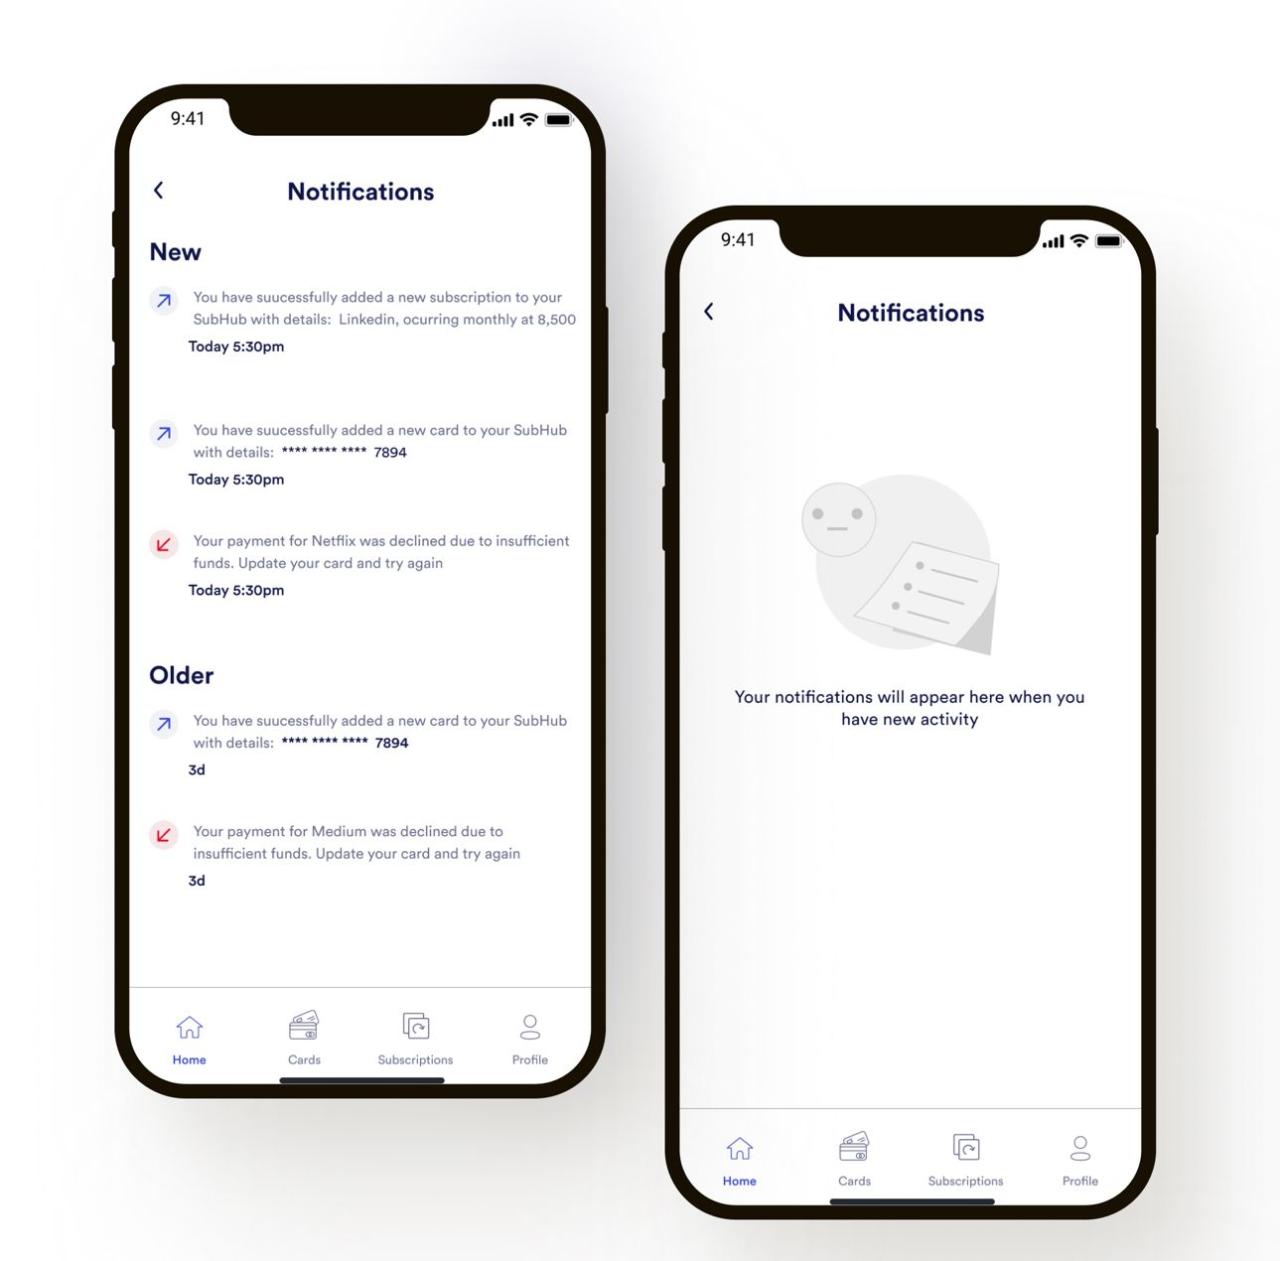 9:41
Notifications
New
You have suucessfully added a new subscription to your
SubHub with details: Linkedin, ocurring monthly at 8,500
Today 5:30pm
You have suucessfully added a new card to your SubHub
with details: **** **** **** 7894
Today 5:30pm
Your payment for Netflix was declined due to insufficient
funds. Update your card and try again
Today 5:30pm
Older
You have suucessfully added a new card to your SubHub
with details: **** **** **** 7894
3d
Your payment for Medium was declined due to
insufficient funds. Update your card and try again
3d
Home Cards Subscriptions Profile
9:41
Notifications
Your notifications will appear here when you
have new activity
Home Cards Subscriptions Profile